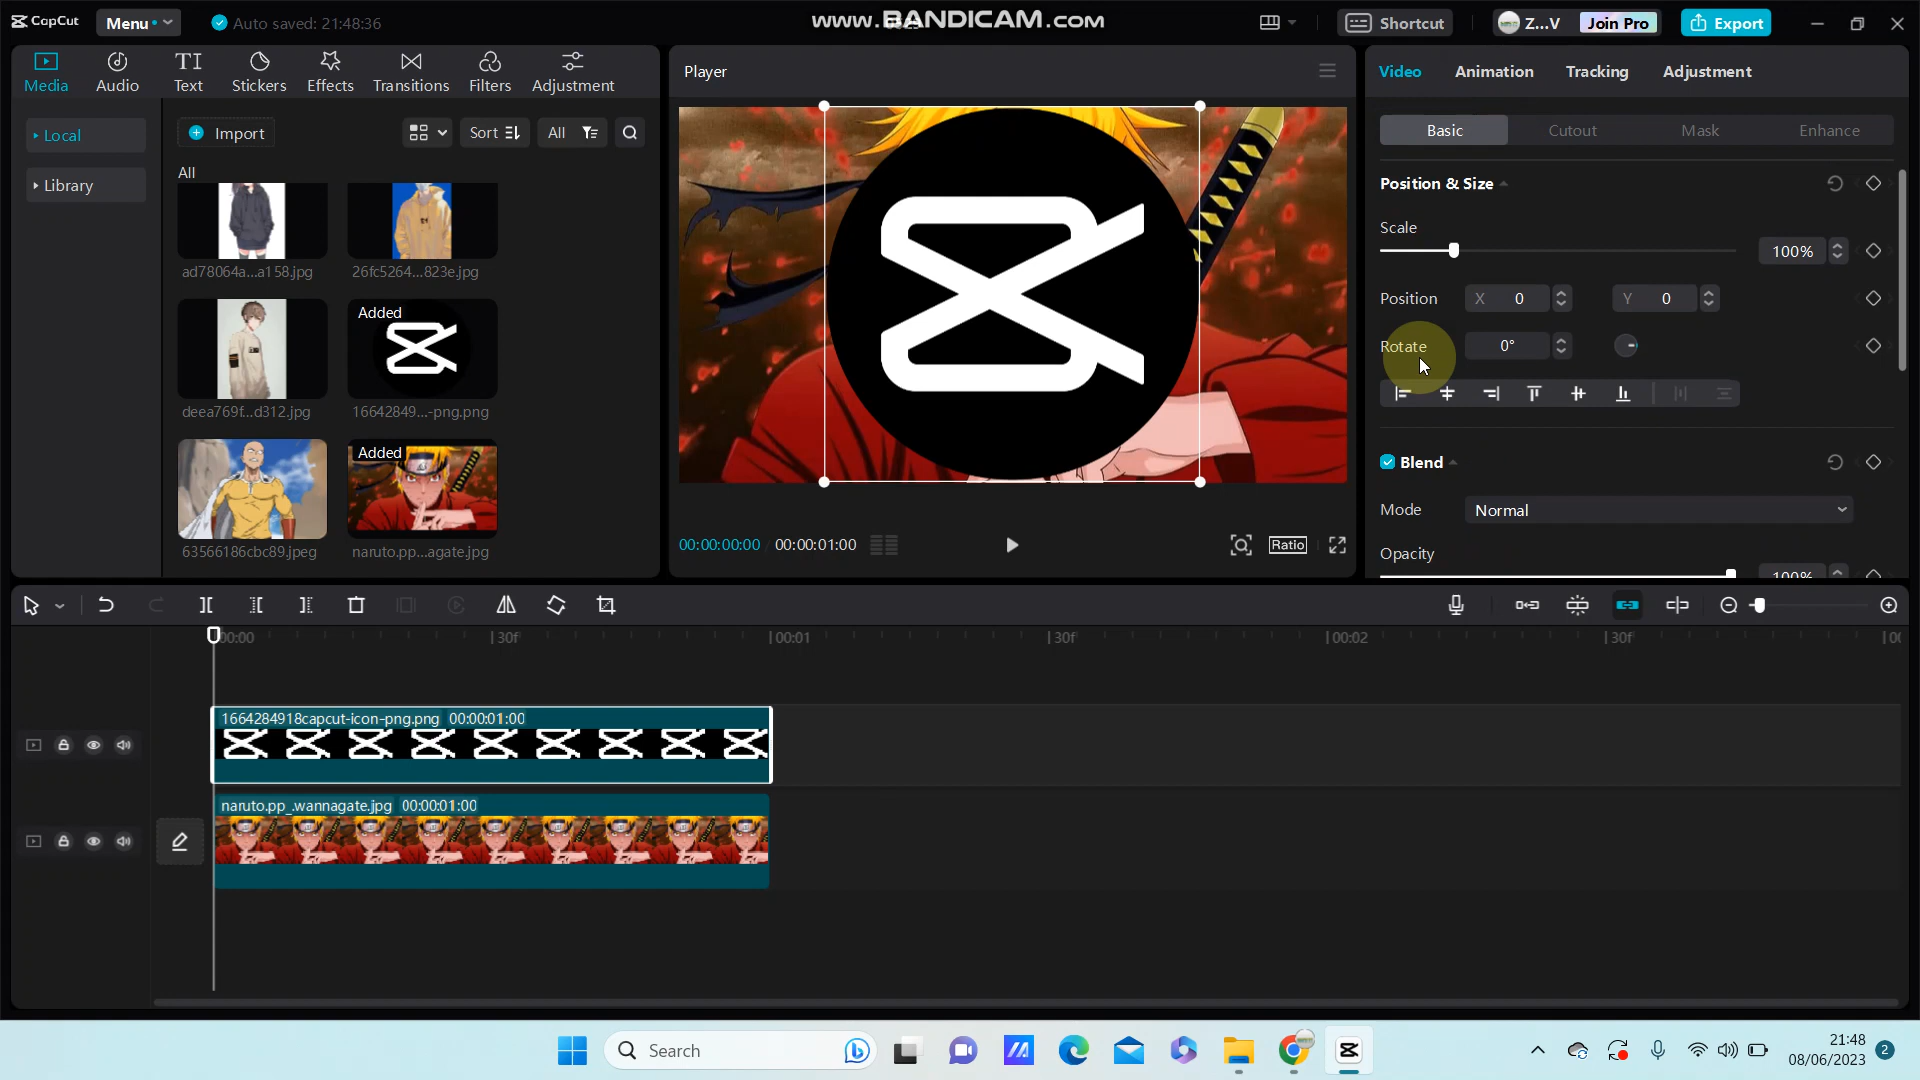 CapCut
Menu
Auto saved: 21:48:36
www.BANDICAM.com
Shortcut
Z...V
Join Pro
Export
Media
Audio
Text
Stickers
Effects
Transitions
Filters
Adjustment
Local
Library
Import
Sort
All
All
ad78064a...a158.jpg
26fc5264...823e.jpg
deea769f...d312.jpg
Added
16642849...-png.png
63566186cbc89.jpeg
Added
naruto.pp...agate.jpg
Player
00:00:00:00
00:00:01:00
Ratio
Video
Animation
Tracking
Adjustment
Basic
Cutout
Mask
Enhance
Position & Size
Scale
100%
Position
X 0
Y 0
Rotate
0°
Blend
Mode
Normal
Opacity
100%
00:00
30f
00:01
30f
00:02
30f
1664284918capcut-icon-png.png 00:00:01:00
naruto.pp_.wannagate.jpg 00:00:01:00
Search
21:48
08/06/2023
2